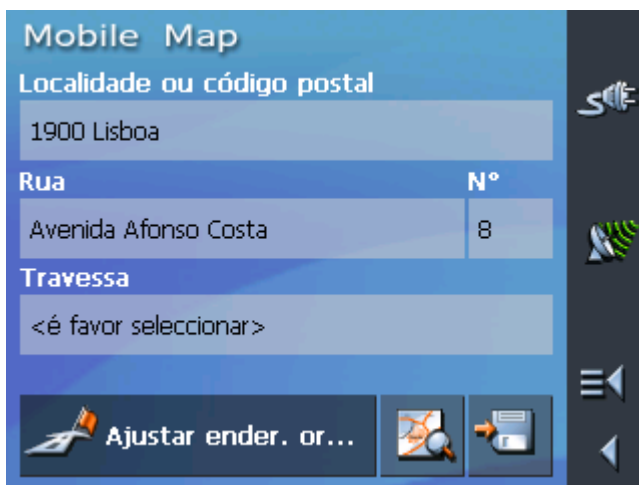 Mobile Map
Localidade ou código postal
1900 Lisboa
Rua N°
Avenida Afonso Costa 8
Travessa
<é favor seleccionar>
Ajustar ender. or...